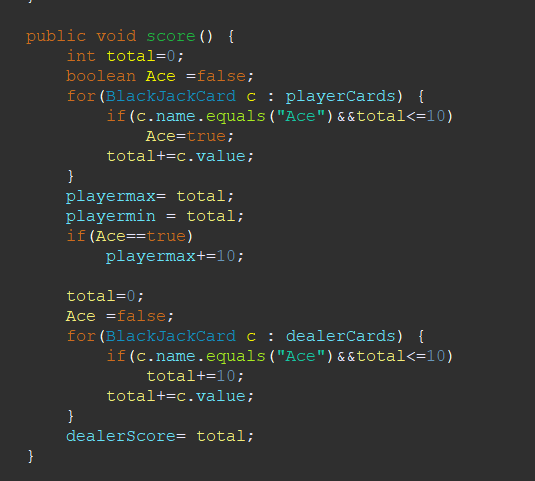 }
public void score() {
    int total=0;
    boolean Ace =false;
    for(BlackJackCard c : playerCards) {
        if(c.name.equals("Ace")&&total<=10)
            Ace=true;
        total+=c.value;
    }
    playermax= total;
    playermin = total;
    if(Ace==true)
        playermax+=10;

    total=0;
    Ace =false;
    for(BlackJackCard c : dealerCards) {
        if(c.name.equals("Ace")&&total<=10)
            total+=10;
        total+=c.value;
    }
    dealerScore= total;
}